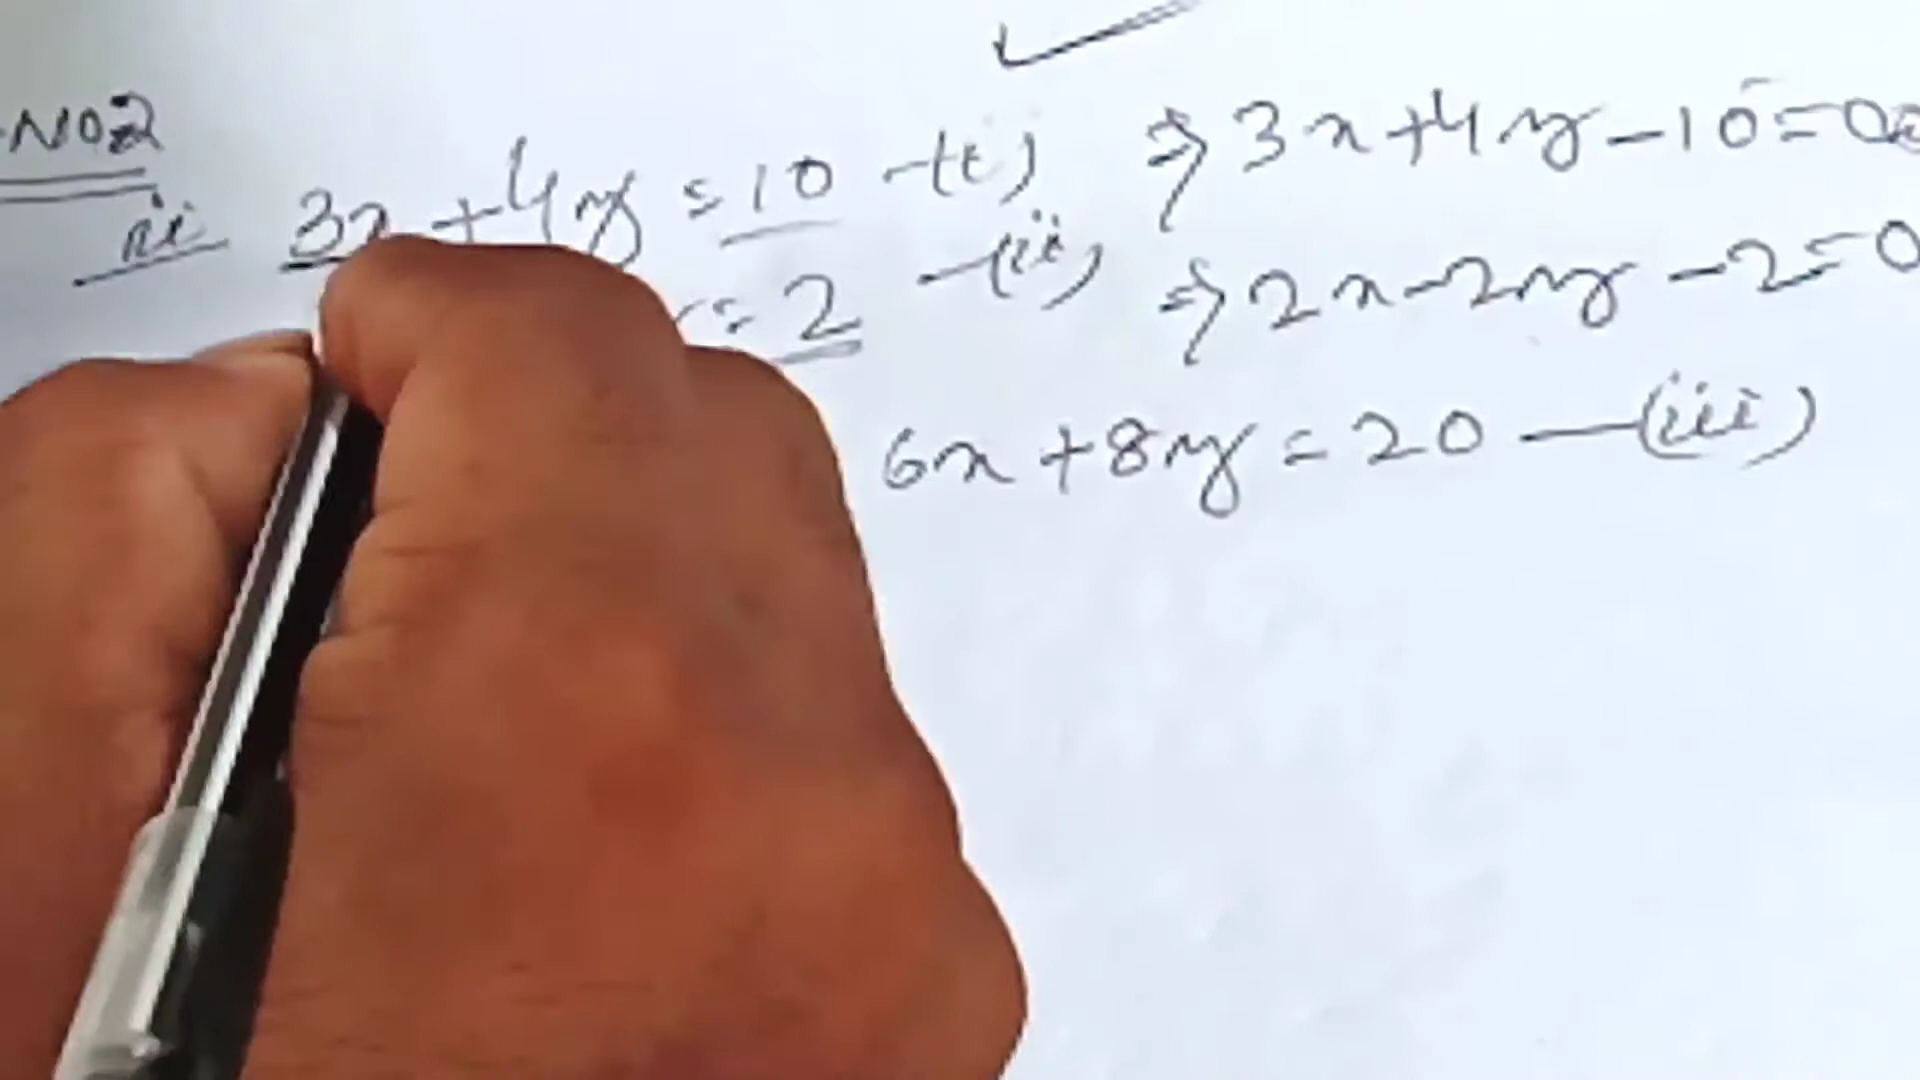 -NO2
ii 3x + 4y = 10 -(i) ⇒ 3x + 4y - 10 = 0
= 2 -(ii) ⇒ 2x - 2y - 2 = 0
6x + 8y = 20 -(iii)